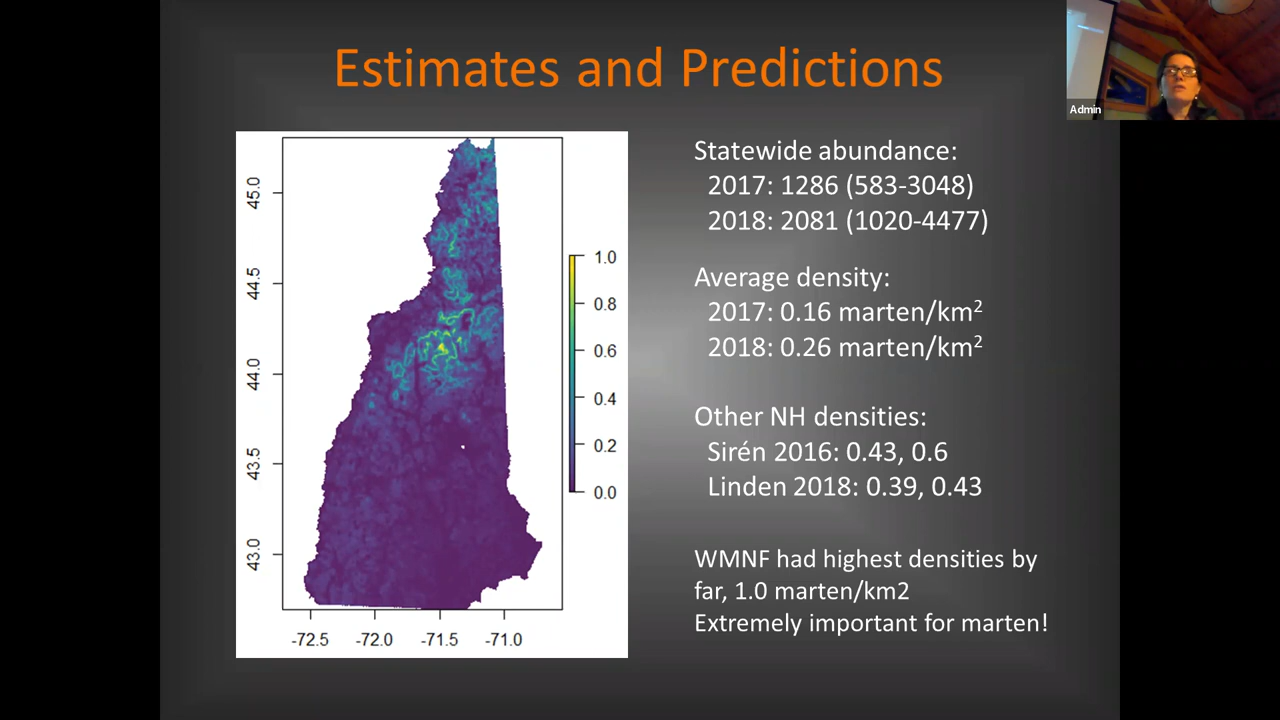 Estimates and Predictions
Admin
Statewide abundance:
2017: 1286 (583-3048)
2018: 2081 (1020-4477)
Average density:
2017: 0.16 marten/km²
2018: 0.26 marten/km²
Other NH densities:
Sirén 2016: 0.43, 0.6
Linden 2018: 0.39, 0.43
WMNF had highest densities by
far, 1.0 marten/km2
Extremely important for marten!
45.0
44.5
44.0
43.5
43.0
-72.5 -72.0 -71.5 -71.0
1.0
0.8
0.6
0.4
0.2
0.0